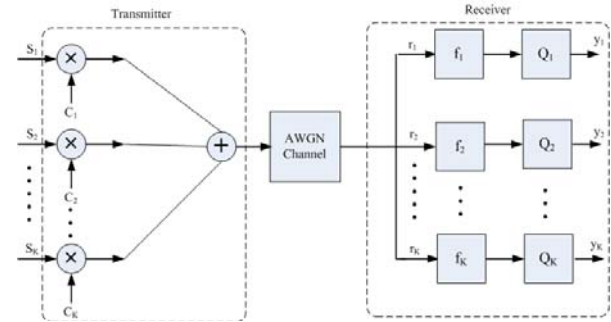 Transmitter
Receiver
S1
×
C1
S2
×
C2
SK
×
CK
+
AWGN
Channel
r1
f1
Q1
y1
r2
f2
Q2
y2
rK
fK
QK
yK